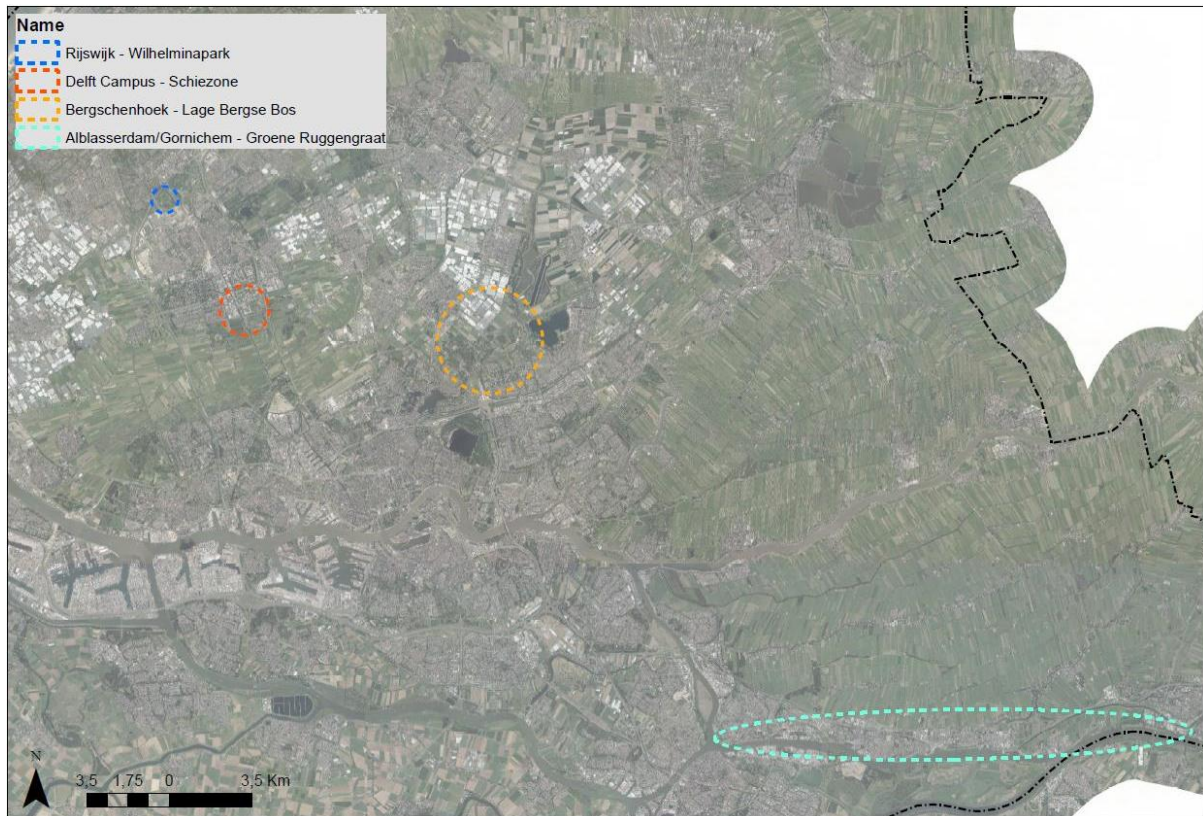 Name
Rijswijk - Wilhelminapark
Delft Campus - Schiezone
Bergschenhoek - Lage Bergse Bos
Alblasserdam/Gornichem - Groene Ruggengraat
N
3,5 1,75 0 3,5 Km